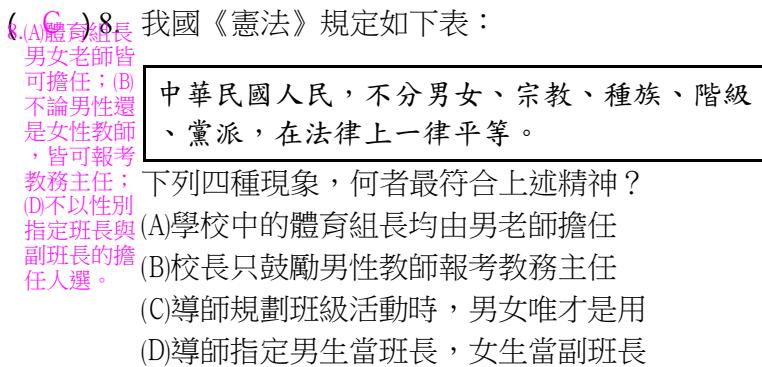 ( C ) 8. 我國《憲法》規定如下表：
中華民國人民，不分男女、宗教、種族、階級
、黨派，在法律上一律平等。
下列四種現象，何者最符合上述精神？
(A)學校中的體育組長均由男老師擔任
(B)校長只鼓勵男性教師報考教務主任
(C)導師規劃班級活動時，男女唯才是用
(D)導師指定男生當班長，女生當副班長
8.(A)體育組長
男女老師皆
可擔任；(B)
不論男性還
是女性教師
，皆可報考
教務主任；
(D)不以性別
指定班長與
副班長的擔
任人選。